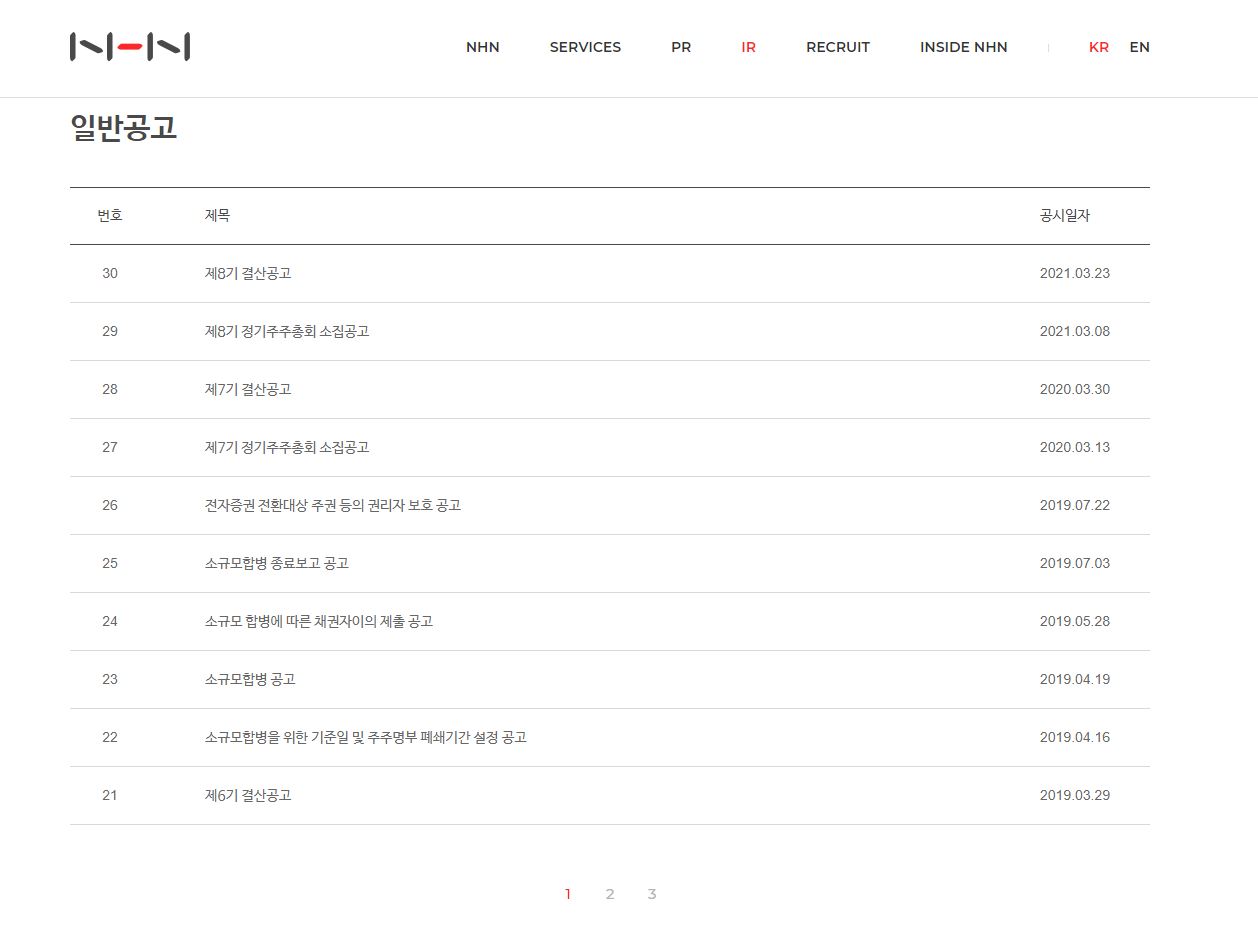 NHN NHN SERVICES PR IR RECRUIT INSIDE NHN KR EN
일반공고
번호 제목 공시일자
30 제8기 결산공고 2021.03.23
29 제8기 정기주주총회 소집공고 2021.03.08
28 제7기 결산공고 2020.03.30
27 제7기 정기주주총회 소집공고 2020.03.13
26 전자증권 전환대상 주권 등의 권리자 보호 공고 2019.07.22
25 소규모합병 종료보고 공고 2019.07.03
24 소규모 합병에 따른 채권자이의 제출 공고 2019.05.28
23 소규모합병 공고 2019.04.19
22 소규모합병을 위한 기준일 및 주주명부 폐쇄기간 설정 공고 2019.04.16
21 제6기 결산공고 2019.03.29
1 2 3